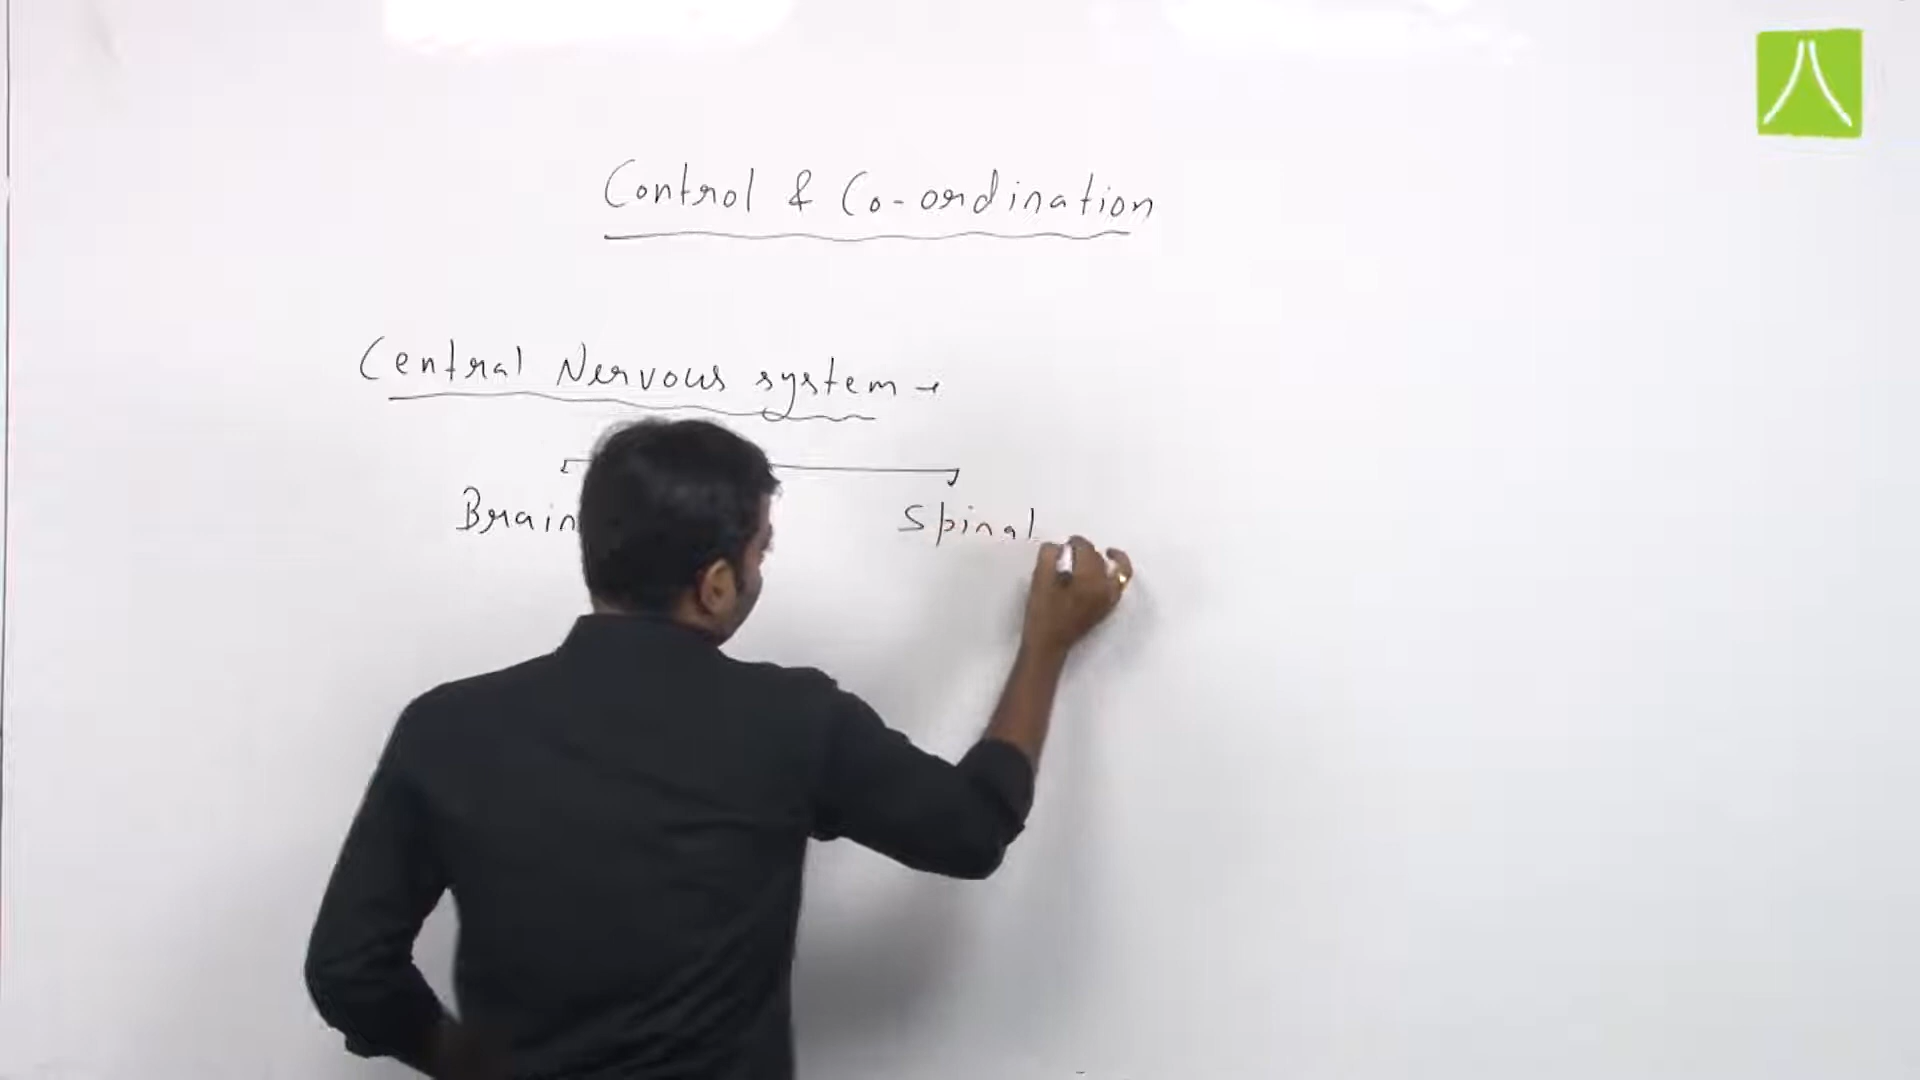 Control & Co-ordination
Central Nervous system →
Brain
Spinal